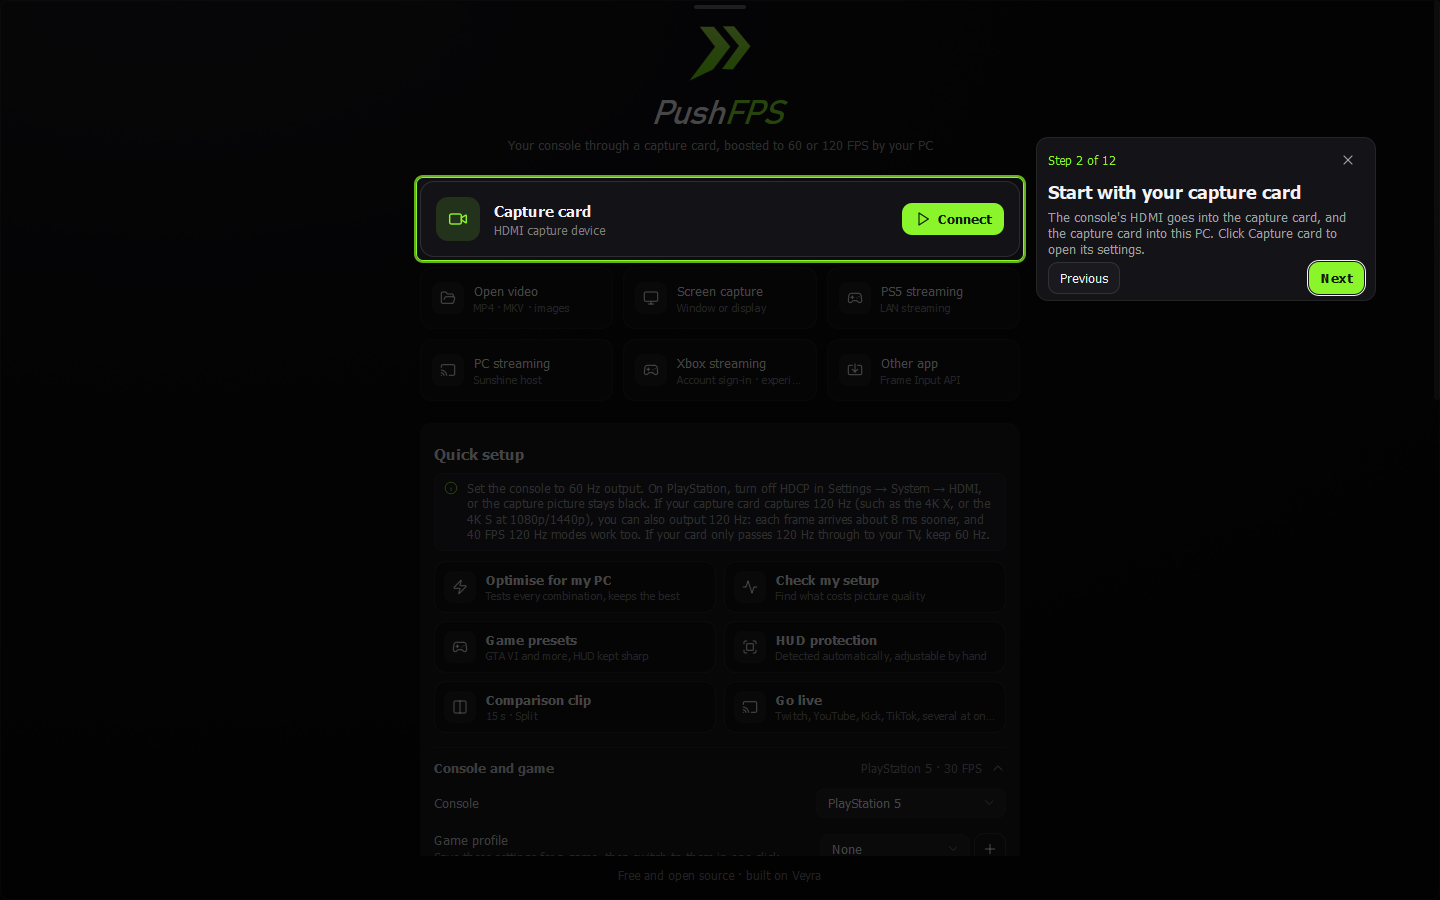 PushFPS
Your console through a capture card, boosted to 60 or 120 FPS by your PC
Capture card
HDMI capture device
Connect
Step 2 of 12
Start with your capture card
The console's HDMI goes into the capture card, and
the capture card into this PC. Click Capture card to
open its settings.
Previous
Next
Open video
MP4 · MKV · images
Screen capture
Window or display
PS5 streaming
LAN streaming
PC streaming
Sunshine host
Xbox streaming
Account sign-in · experi...
Other app
Frame Input API
Quick setup
Set the console to 60 Hz output. On PlayStation, turn off HDCP in Settings → System → HDMI,
or the capture picture stays black. If your capture card captures 120 Hz (such as the 4K X, or the
4K S at 1080p/1440p), you can also output 120 Hz: each frame arrives about 8 ms sooner, and
40 FPS 120 Hz modes work too. If your card only passes 120 Hz through to your TV, keep 60 Hz.
Optimise for my PC
Tests every combination, keeps the best
Check my setup
Find what costs picture quality
Game presets
GTA VI and more, HUD kept sharp
HUD protection
Detected automatically, adjustable by hand
Comparison clip
15 s · Split
Go live
Twitch, YouTube, Kick, TikTok, several at on...
Console and game
PlayStation 5 · 30 FPS
Console
PlayStation 5
Game profile
None
Free and open source · built on Veyra